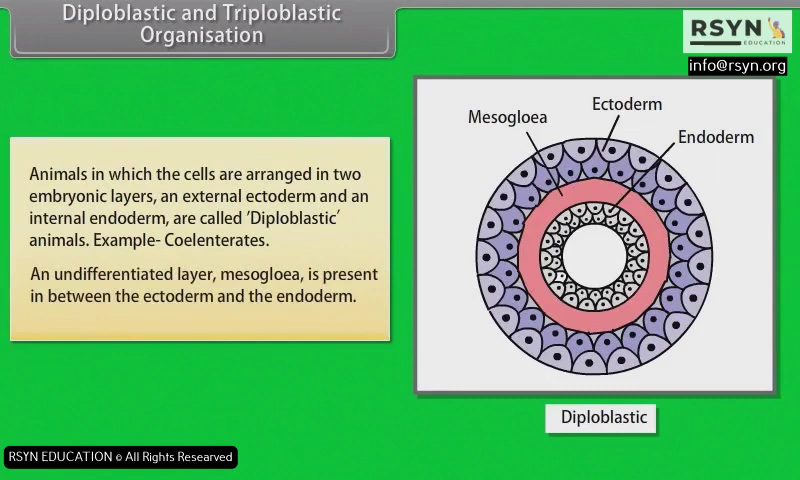 Diploblastic and Triploblastic
Organisation
RSYN
EDUCATION
info@rsyn.org
Animals in which the cells are arranged in two
embryonic layers, an external ectoderm and an
internal endoderm, are called ‘Diploblastic’
animals. Example- Coelenterates.
An undifferentiated layer, mesogloea, is present
in between the ectoderm and the endoderm.
Ectoderm
Mesogloea
Endoderm
Diploblastic
RSYN EDUCATION © All Rights Researved